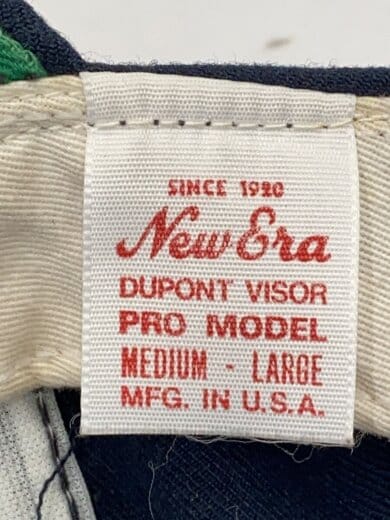 SINCE 1920
New Era
DUPONT VISOR
PRO MODEL
MEDIUM - LARGE
MFG. IN U.S.A.